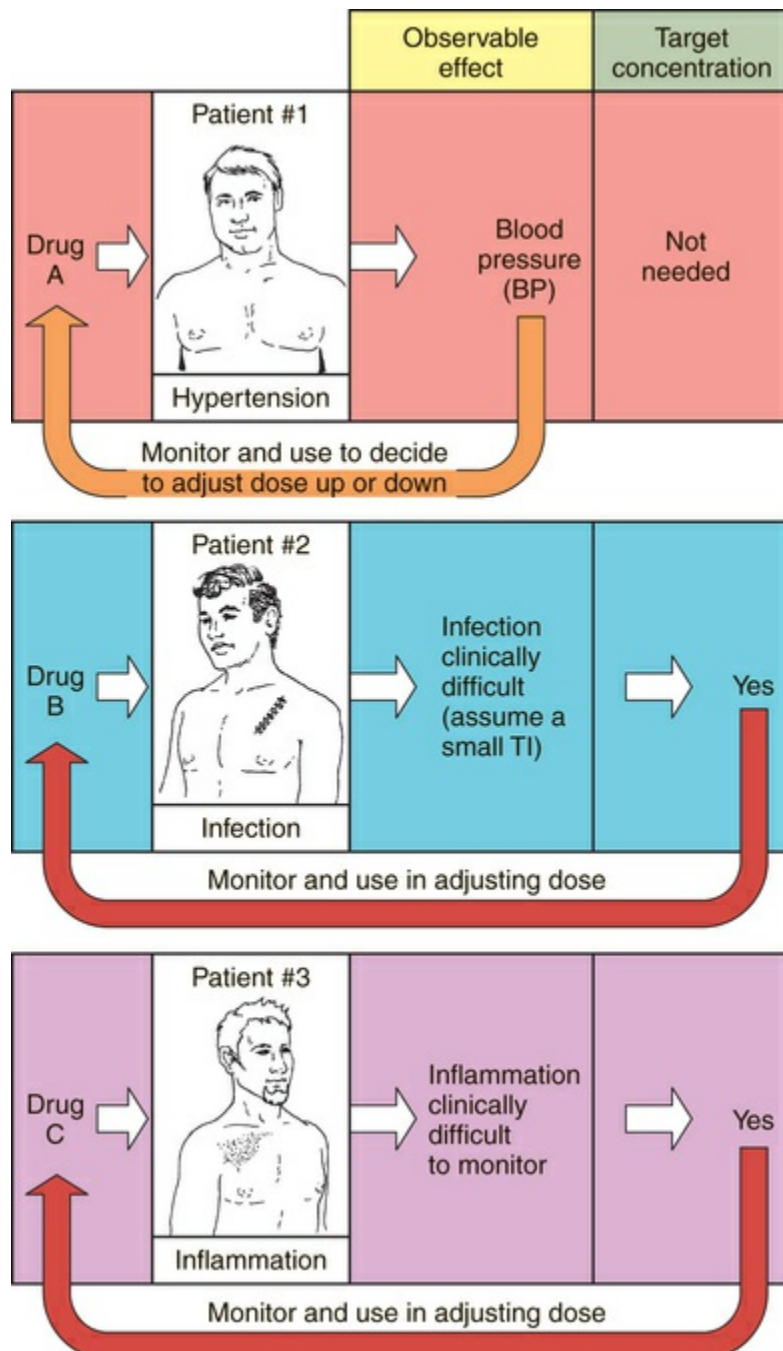 Observable
effect
Target
concentration
Patient #1
Drug
A
Blood
pressure
(BP)
Not
needed
Hypertension
Monitor and use to decide
to adjust dose up or down
Patient #2
Drug
B
Infection
clinically
difficult
(assume a
small TI)
Yes
Infection
Monitor and use in adjusting dose
Patient #3
Drug
C
Inflammation
clinically
difficult
to monitor
Yes
Inflammation
Monitor and use in adjusting dose